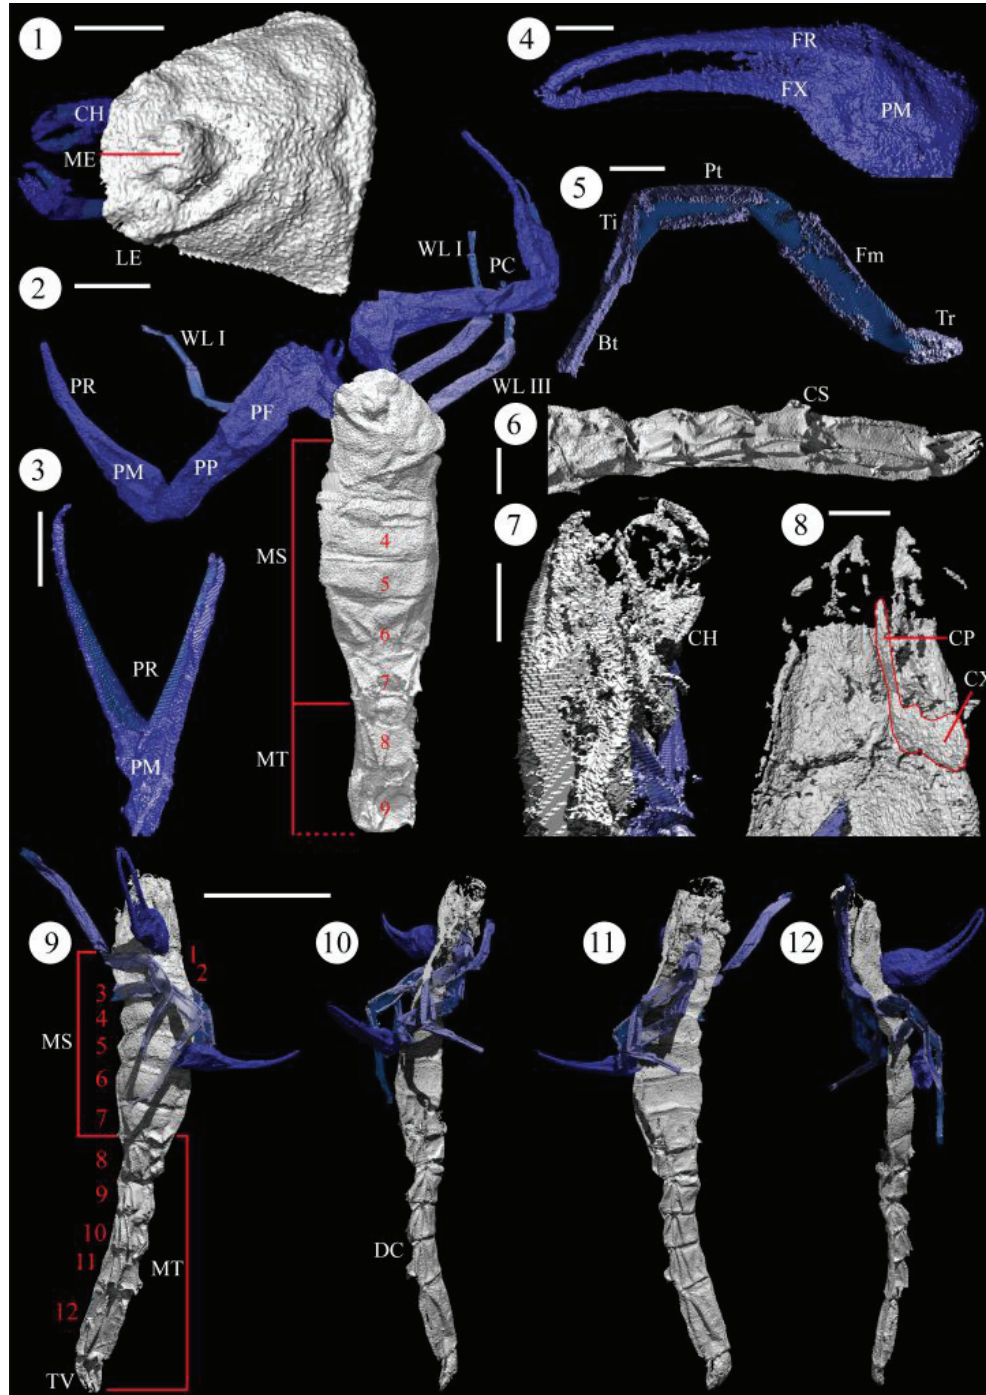 1
CH
ME
LE
2
WL I
PC
WL I
PR
PF
PM
PP
WL III
3
PR
PM
MS
4
5
6
7
MT
8
9
4
FR
FX
PM
5
Pt
Ti
Fm
Tr
Bt
6
CS
7
CH
8
CP
CX
9
1
2
3
4
MS
5
6
7
8
9
10
11
MT
12
TV
10
DC
11
12